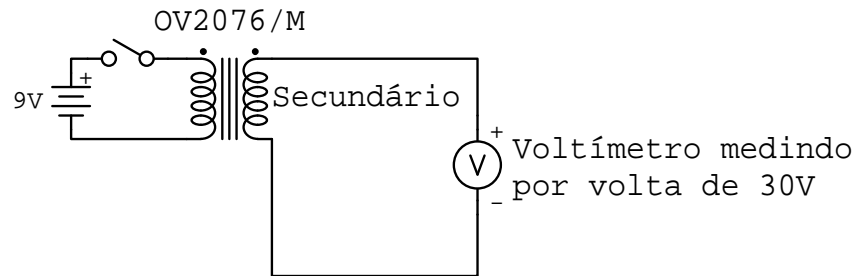 OV2076/M
+
9V
Secundário
+
V
-
Voltímetro medindo
por volta de 30V